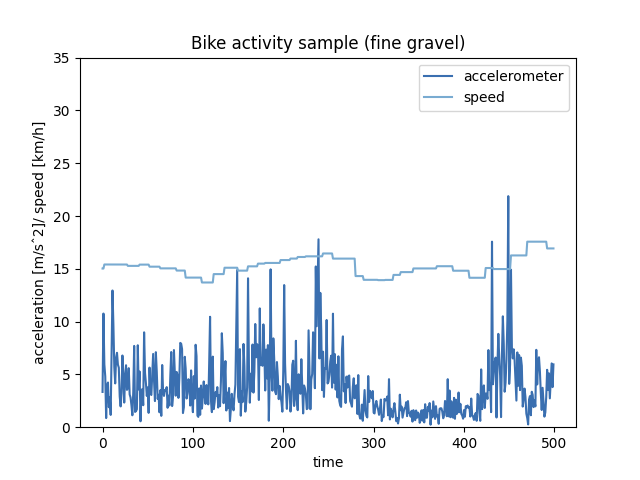 Bike activity sample (fine gravel)
accelerometer
speed
35
30
25
20
15
10
5
0
acceleration [m/s^2]/ speed [km/h]
0 100 200 300 400 500
time